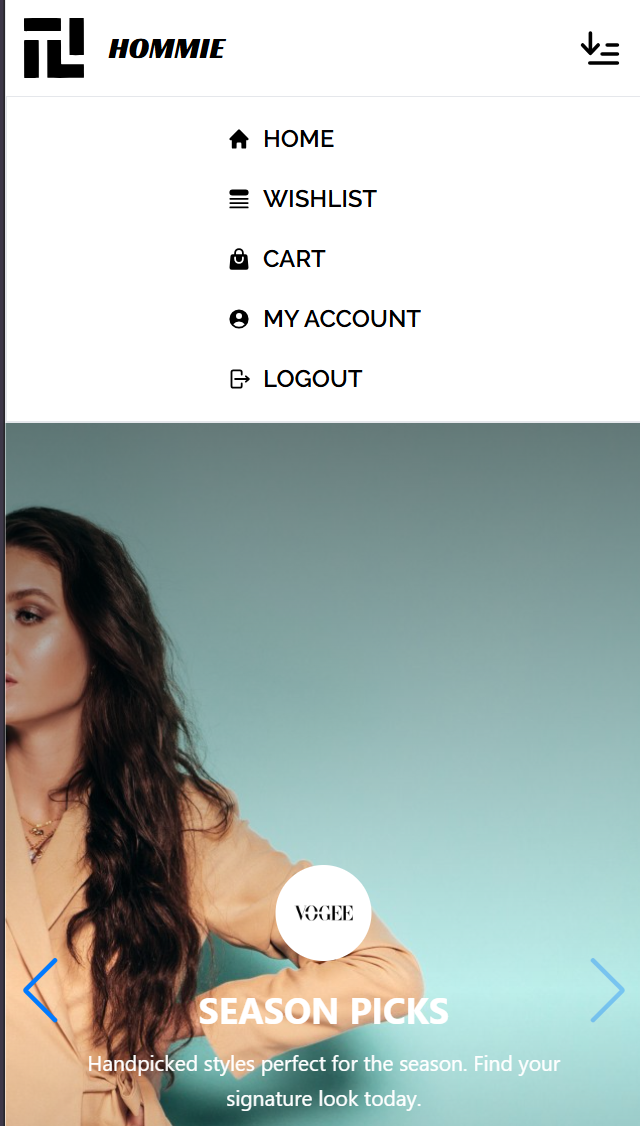 HOMMIE
HOME
WISHLIST
CART
MY ACCOUNT
LOGOUT
VOGEE
SEASON PICKS
Handpicked styles perfect for the season. Find your
signature look today.